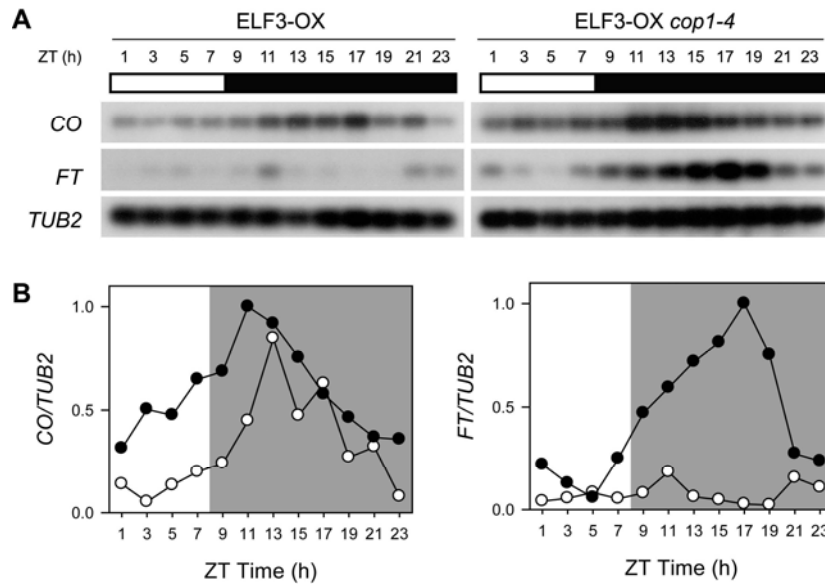 A
ELF3-OX
ELF3-OX cop1-4
ZT (h) 1 3 5 7 9 11 13 15 17 19 21 23 1 3 5 7 9 11 13 15 17 19 21 23
CO
FT
TUB2
B
CO/TUB2
1.0
0.5
0.0
1 3 5 7 9 11 13 15 17 19 21 23
ZT Time (h)
FT/TUB2
1.0
0.5
0.0
1 3 5 7 9 11 13 15 17 19 21 23
ZT Time (h)